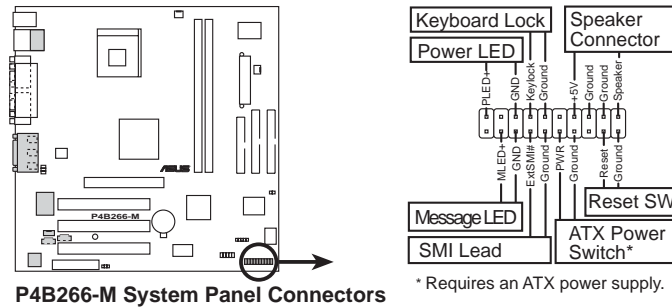 Keyboard Lock
Speaker
Connector
Power LED
PLED+
GND
Keylock
Ground
+5V
Ground
Ground
Speaker
MLED+
GND
ExtSMI#
Ground
PWR
Ground
Reset
Ground
Reset SW
Message LED
SMI Lead
ATX Power
Switch*
* Requires an ATX power supply.
ASUS
P4B266-M
P4B266-M System Panel Connectors